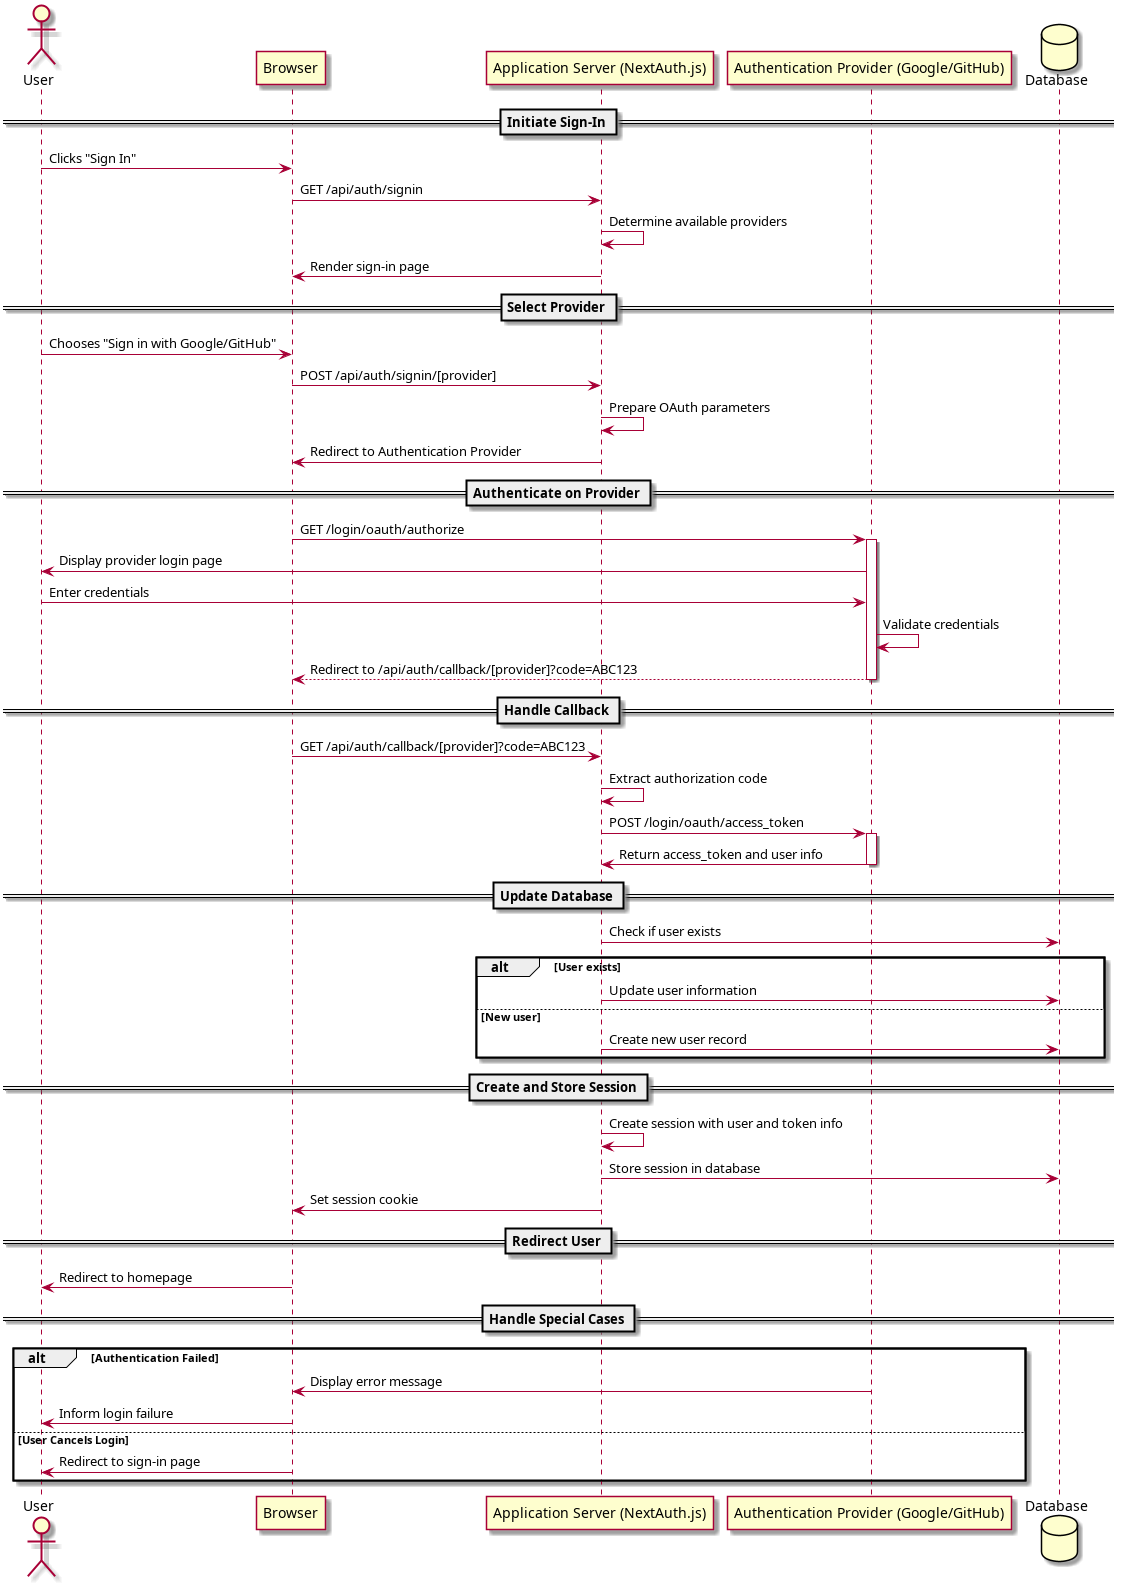 User
Browser
Application Server (NextAuth.js)
Authentication Provider (Google/GitHub)
Database
Initiate Sign-In
Clicks "Sign In"
GET /api/auth/signin
Determine available providers
Render sign-in page
Select Provider
Chooses "Sign in with Google/GitHub"
POST /api/auth/signin/[provider]
Prepare OAuth parameters
Redirect to Authentication Provider
Authenticate on Provider
GET /login/oauth/authorize
Display provider login page
Enter credentials
Validate credentials
Redirect to /api/auth/callback/[provider]?code=ABC123
Handle Callback
GET /api/auth/callback/[provider]?code=ABC123
Extract authorization code
POST /login/oauth/access_token
Return access_token and user info
Update Database
Check if user exists
alt [User exists]
Update user information
[New user]
Create new user record
Create and Store Session
Create session with user and token info
Store session in database
Set session cookie
Redirect User
Redirect to homepage
Handle Special Cases
alt [Authentication Failed]
Display error message
Inform login failure
[User Cancels Login]
Redirect to sign-in page
User
Browser
Application Server (NextAuth.js)
Authentication Provider (Google/GitHub)
Database